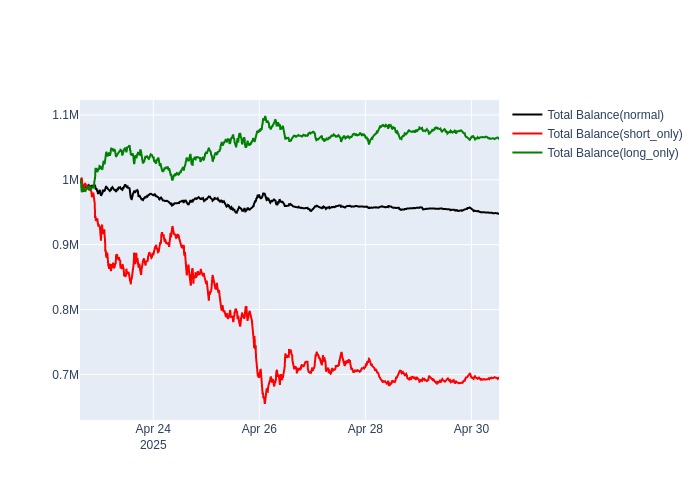 1.1M
1M
0.9M
0.8M
0.7M
Apr 24
2025
Apr 26
Apr 28
Apr 30
Total Balance(normal)
Total Balance(short_only)
Total Balance(long_only)